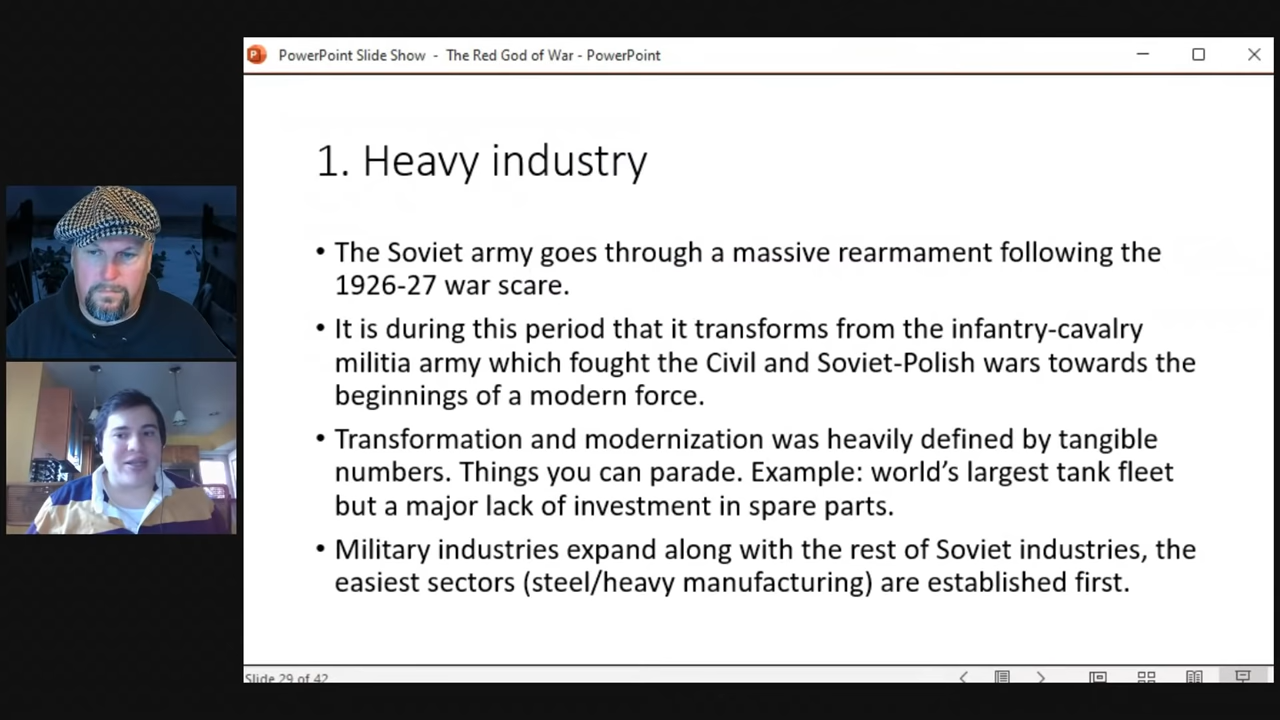 PowerPoint Slide Show - The Red God of War - PowerPoint
1. Heavy industry
• The Soviet army goes through a massive rearmament following the
1926-27 war scare.
• It is during this period that it transforms from the infantry-cavalry
militia army which fought the Civil and Soviet-Polish wars towards the
beginnings of a modern force.
• Transformation and modernization was heavily defined by tangible
numbers. Things you can parade. Example: world’s largest tank fleet
but a major lack of investment in spare parts.
• Military industries expand along with the rest of Soviet industries, the
easiest sectors (steel/heavy manufacturing) are established first.
Slide 29 of 42